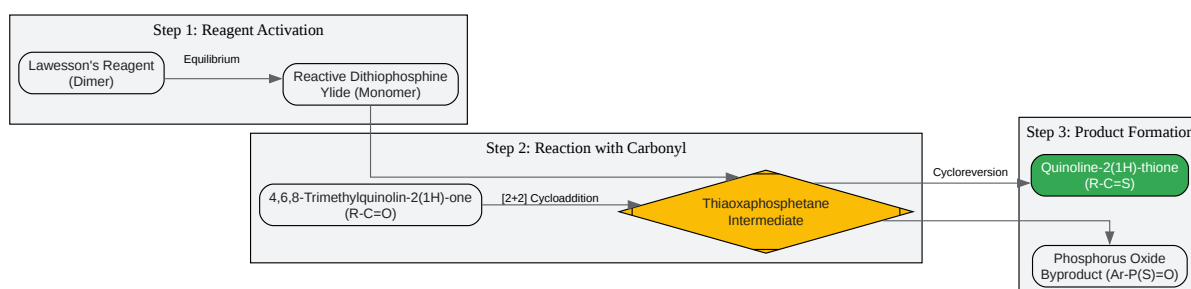 Step 1: Reagent Activation
Lawesson's Reagent
(Dimer)
Equilibrium
Reactive Dithiophosphine
Ylide (Monomer)
Step 2: Reaction with Carbonyl
4,6,8-Trimethylquinolin-2(1H)-one
(R-C=O)
[2+2] Cycloaddition
Thiaoxaphosphetane
Intermediate
Cycloreversion
Step 3: Product Formation
Quinoline-2(1H)-thione
(R-C=S)
Phosphorus Oxide
Byproduct (Ar-P(S)=O)